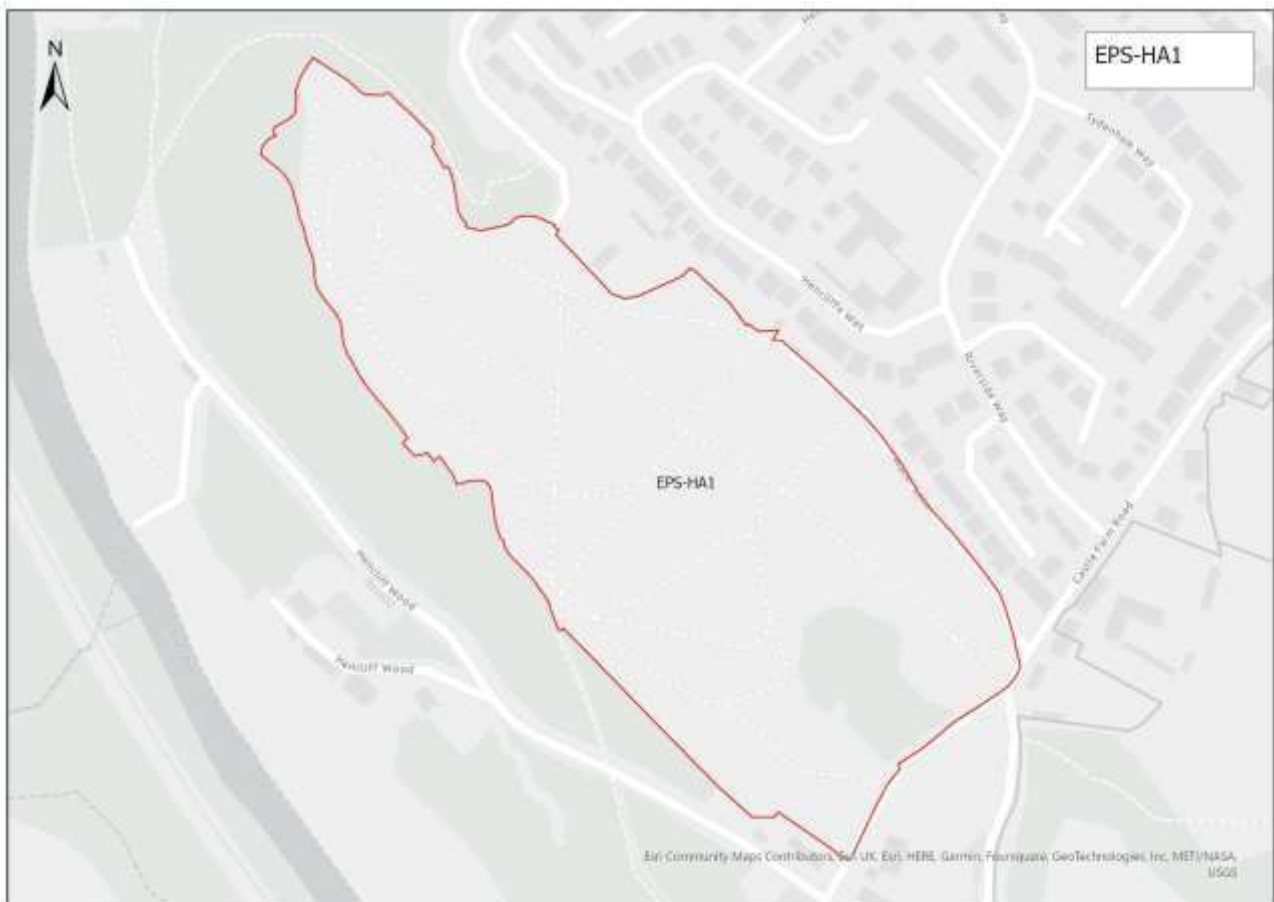 N
EPS-HA1
Sydenham Way
Hencliffe Way
Riverside Way
EPS-HA1
Castle Farm Road
Hencliff Wood
Hencliff Wood
Esri Community Maps Contributors, Esri UK, Esri, HERE, Garmin, Foursquare, GeoTechnologies, Inc, METI/NASA,
USGS